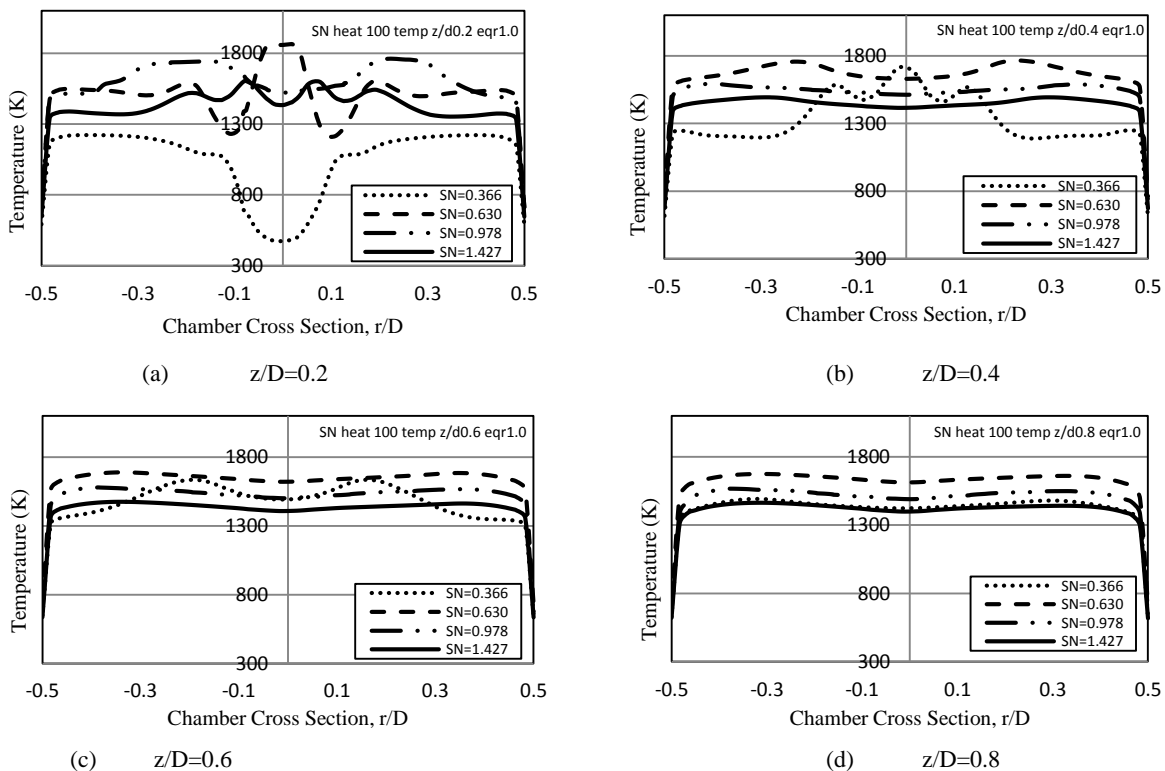 SN heat 100 temp z/d0.2 eqr1.0
1800
1300
800
300
Temperature (K)
SN=0.366
SN=0.630
SN=0.978
SN=1.427
-0.5 -0.3 -0.1 0.1 0.3 0.5
Chamber Cross Section, r/D
(a) z/D=0.2
SN heat 100 temp z/d0.4 eqr1.0
1800
1300
800
300
Temperature (K)
SN=0.366
SN=0.630
SN=0.978
SN=1.427
-0.5 -0.3 -0.1 0.1 0.3 0.5
Chamber Cross Section, r/D
(b) z/D=0.4
SN heat 100 temp z/d0.6 eqr1.0
1800
1300
800
300
Temperature (K)
SN=0.366
SN=0.630
SN=0.978
SN=1.427
-0.5 -0.3 -0.1 0.1 0.3 0.5
Chamber Cross Section, r/D
(c) z/D=0.6
SN heat 100 temp z/d0.8 eqr1.0
1800
1300
800
300
Temperature (K)
SN=0.366
SN=0.630
SN=0.978
SN=1.427
-0.5 -0.3 -0.1 0.1 0.3 0.5
Chamber Cross Section, r/D
(d) z/D=0.8